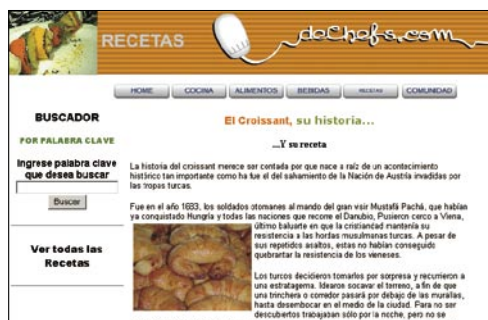 RECETAS
deChefs.com
HOME COCINA ALIMENTOS BEBIDAS RECETAS COMUNIDAD
BUSCADOR
POR PALABRA CLAVE
Ingrese palabra clave
que desea buscar
Buscar
Ver todas las
Recetas
El Croissant, su historia...
...Y su receta
La historia del croissant merece ser contada por que nace a raíz de un acontecimiento
histórico tan importante como ha fue el del salvamiento de la Nación de Austria invadidas por
las tropas turcas.
Fue en el año 1683, los soldados otomanes al mando del gran visir Mustafá Pachá, que habían
ya conquistado Hungría y todas las naciones que recorre el Danubio, Pusieron cerco a Viena,
último baluarte en que la cristiandad mantenía su
resistencia a las hordas musulmanas turcas. A pesar de
sus repetidos asaltos, estas no habían conseguido
quebrantar la resistencia de los vieneses.
Los turcos decidieron tomarlos por sorpresa y recurrieron a
una estratagema. Idearon socavar el terreno, a fin de que
una trinchera o corredor pasará por debajo de las murallas,
hasta desembocar en el medio de la ciudad. Para no ser
descubiertos trabajaban sólo por la noche, pero no se